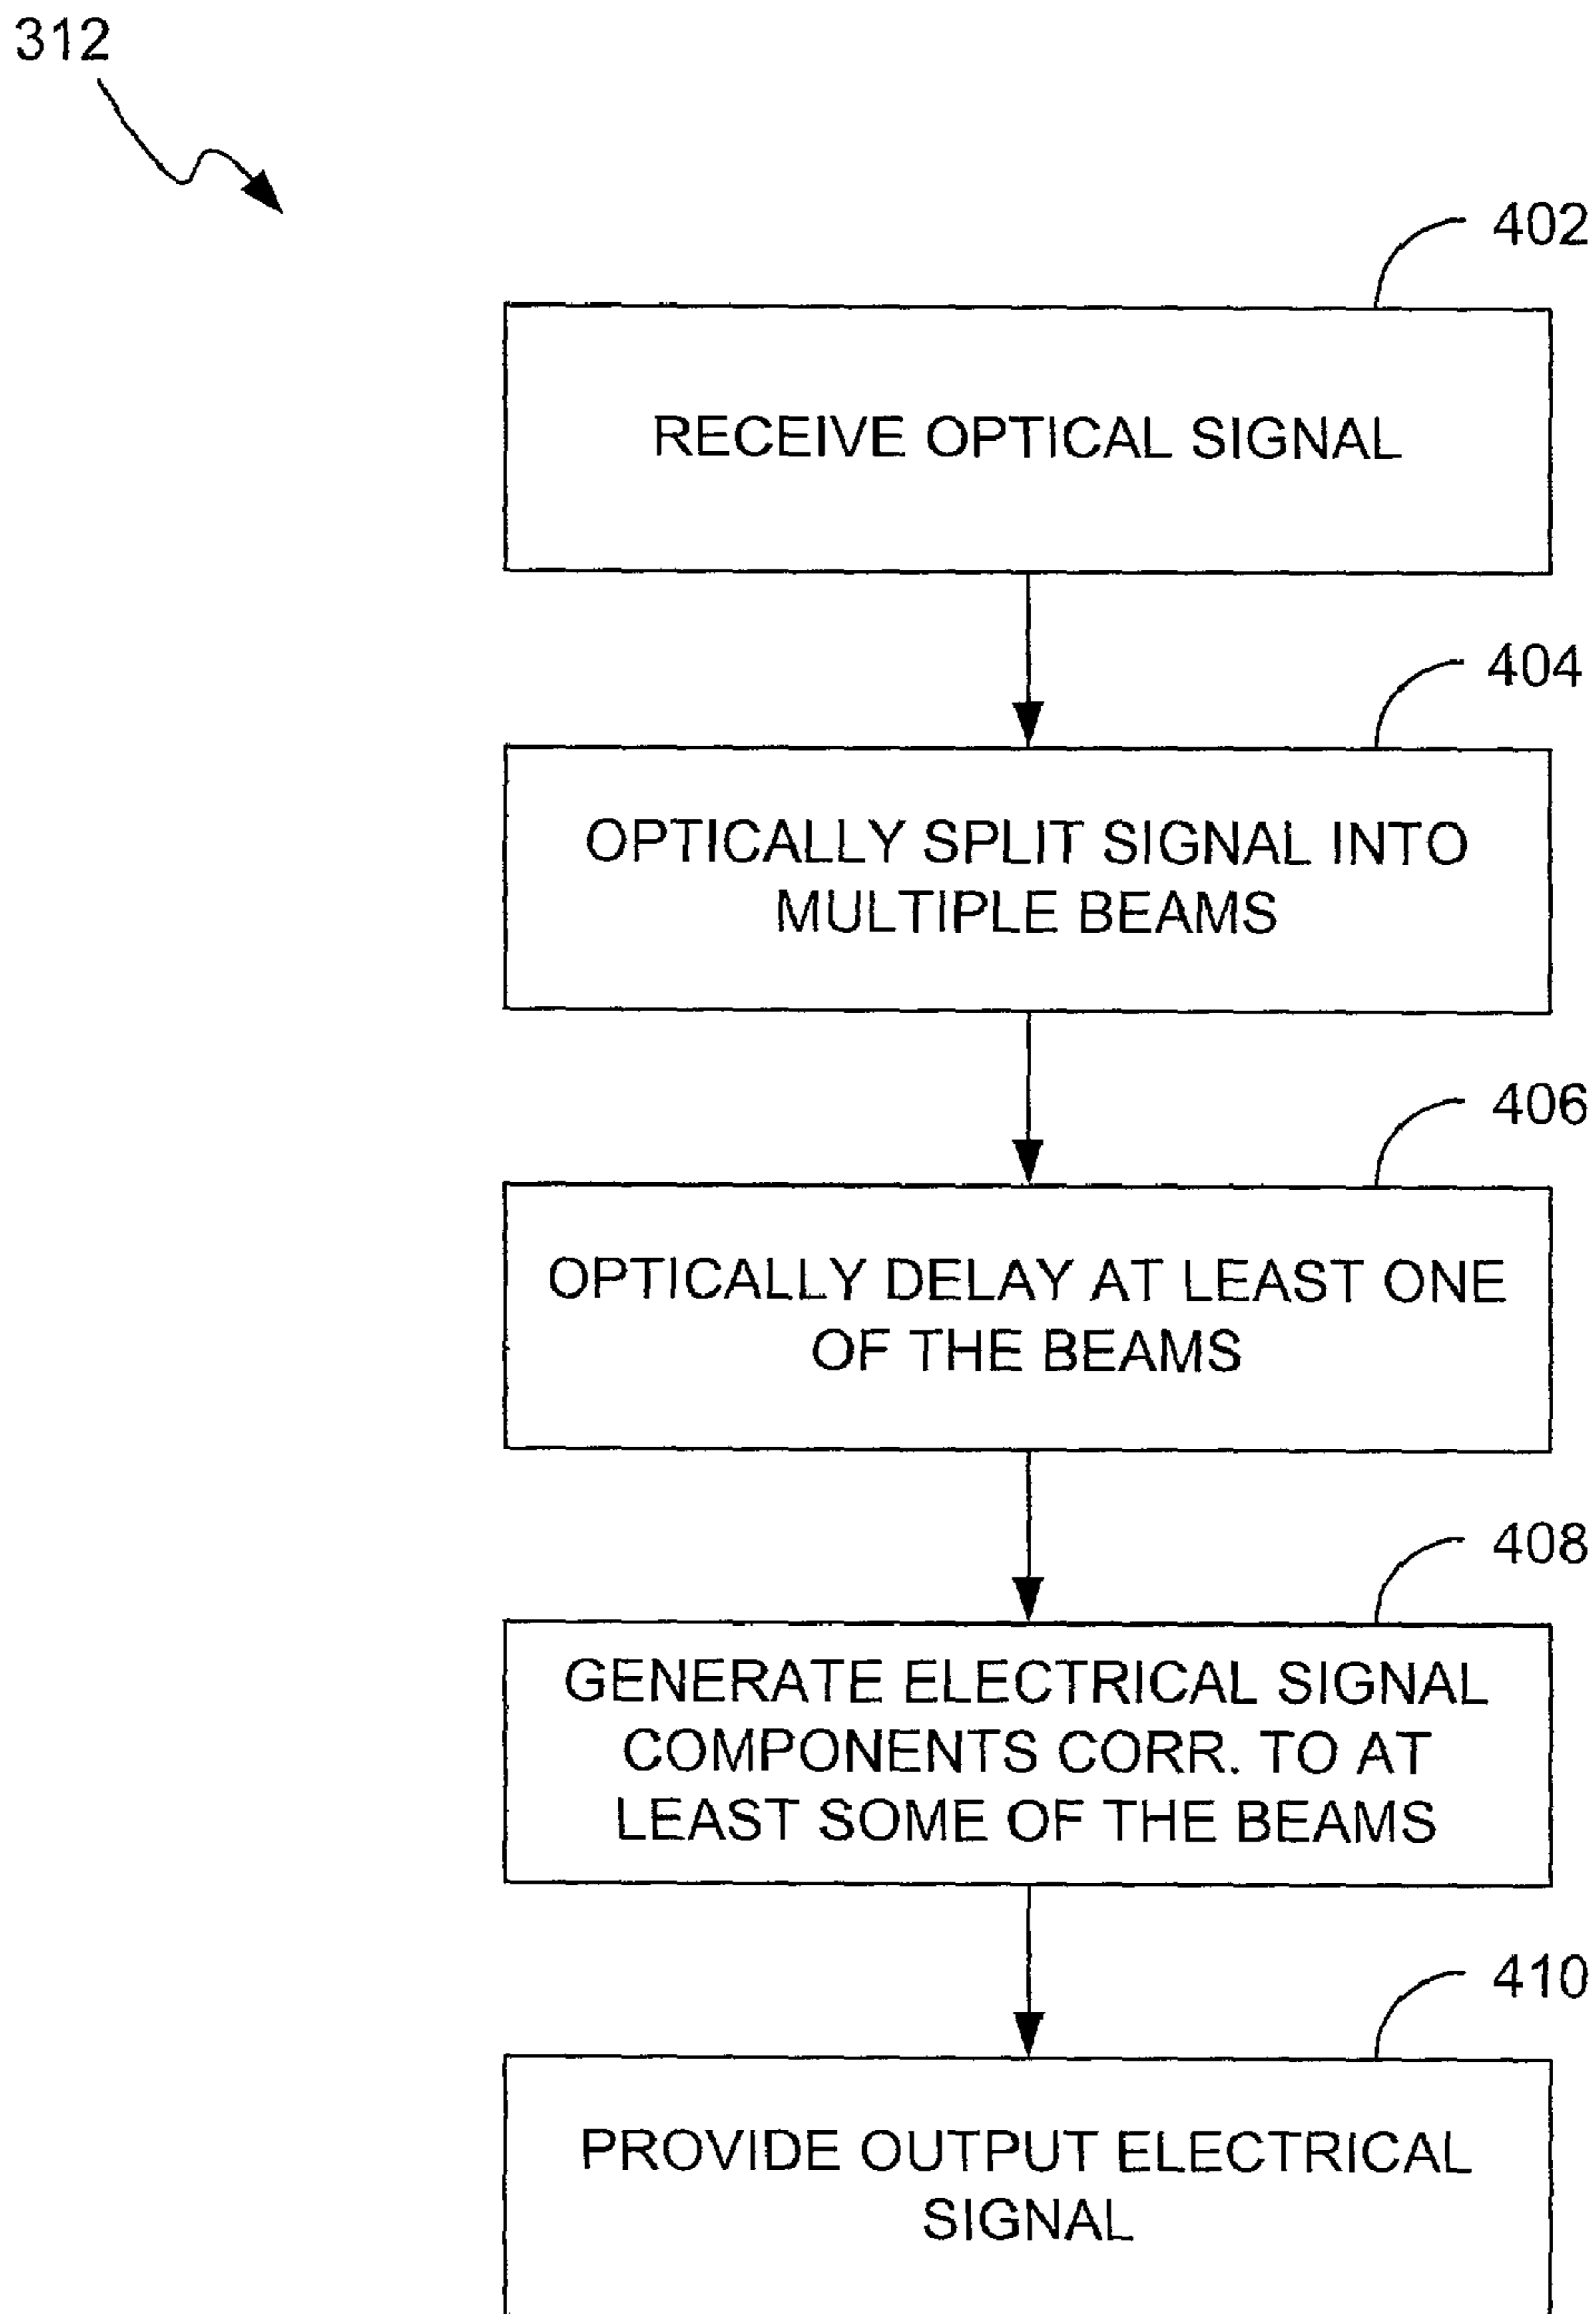 312
402
RECEIVE OPTICAL SIGNAL
404
OPTICALLY SPLIT SIGNAL INTO
MULTIPLE BEAMS
406
OPTICALLY DELAY AT LEAST ONE
OF THE BEAMS
408
GENERATE ELECTRICAL SIGNAL
COMPONENTS CORR. TO AT
LEAST SOME OF THE BEAMS
410
PROVIDE OUTPUT ELECTRICAL
SIGNAL